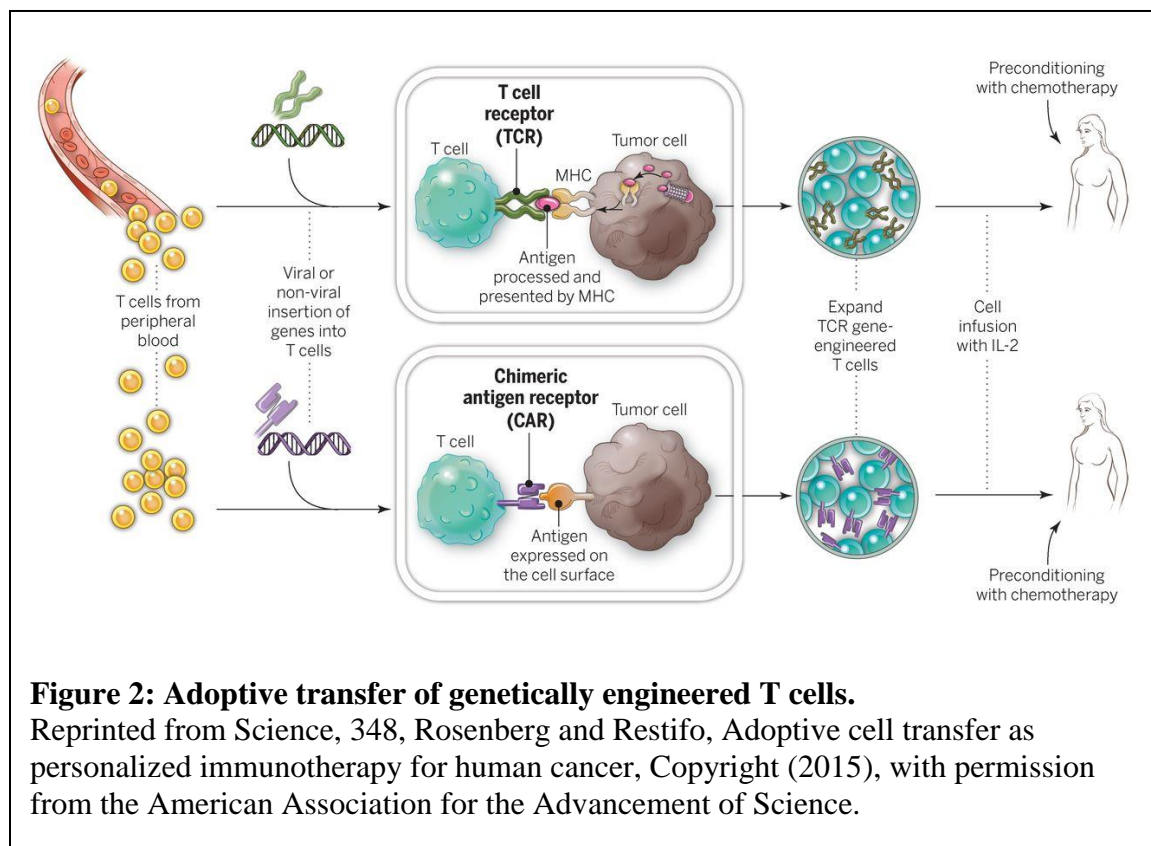 Preconditioning
with chemotherapy
T cell
receptor
(TCR)
T cell
Tumor cell
MHC
Antigen
processed and
presented by MHC
T cells from
peripheral
blood
Viral or
non-viral
insertion of
genes into
T cells
Expand
TCR gene-
engineered
T cells
Cell
infusion
with IL-2
Chimeric
antigen receptor
(CAR)
T cell
Tumor cell
Antigen
expressed on
the cell surface
Preconditioning
with chemotherapy
Figure 2: Adoptive transfer of genetically engineered T cells.
Reprinted from Science, 348, Rosenberg and Restifo, Adoptive cell transfer as
personalized immunotherapy for human cancer, Copyright (2015), with permission
from the American Association for the Advancement of Science.